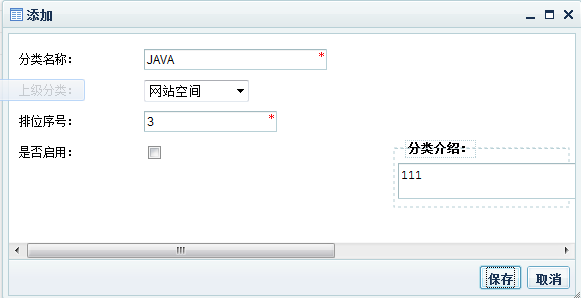 添加
分类名称：
JAVA
*
上级分类：
网站空间
排位序号：
3
*
是否启用：
分类介绍：
111
保存
取消